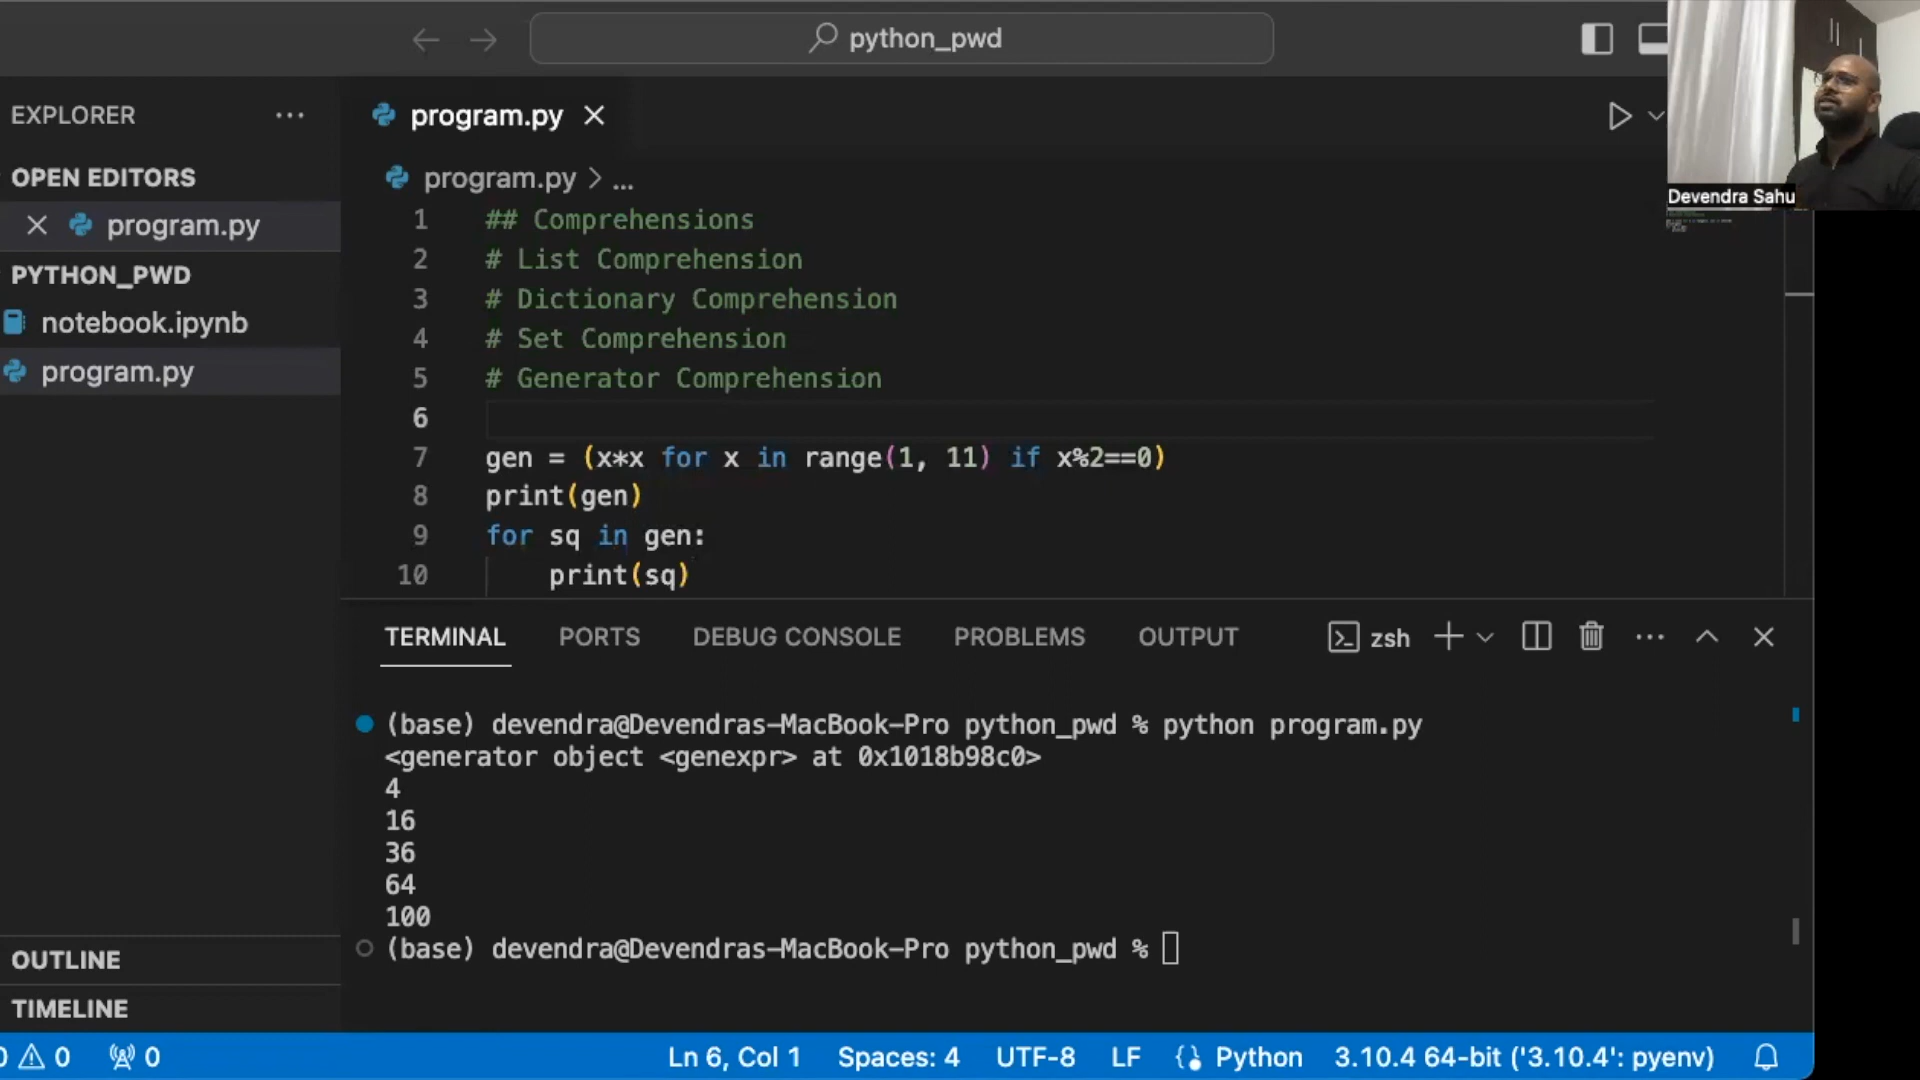 python_pwd
EXPLORER
program.py
OPEN EDITORS
program.py > ...
program.py
PYTHON_PWD
notebook.ipynb
program.py
1 ## Comprehensions
2 # List Comprehension
3 # Dictionary Comprehension
4 # Set Comprehension
5 # Generator Comprehension
6
7 gen = (x*x for x in range(1, 11) if x%2==0)
8 print(gen)
9 for sq in gen:
10 print(sq)
Devendra Sahu
TERMINAL PORTS DEBUG CONSOLE PROBLEMS OUTPUT zsh
(base) devendra@Devendras-MacBook-Pro python_pwd % python program.py
<generator object <genexpr> at 0x1018b98c0>
4
16
36
64
100
(base) devendra@Devendras-MacBook-Pro python_pwd %
OUTLINE
TIMELINE
0 0 0 Ln 6, Col 1 Spaces: 4 UTF-8 LF Python 3.10.4 64-bit ('3.10.4': pyenv)